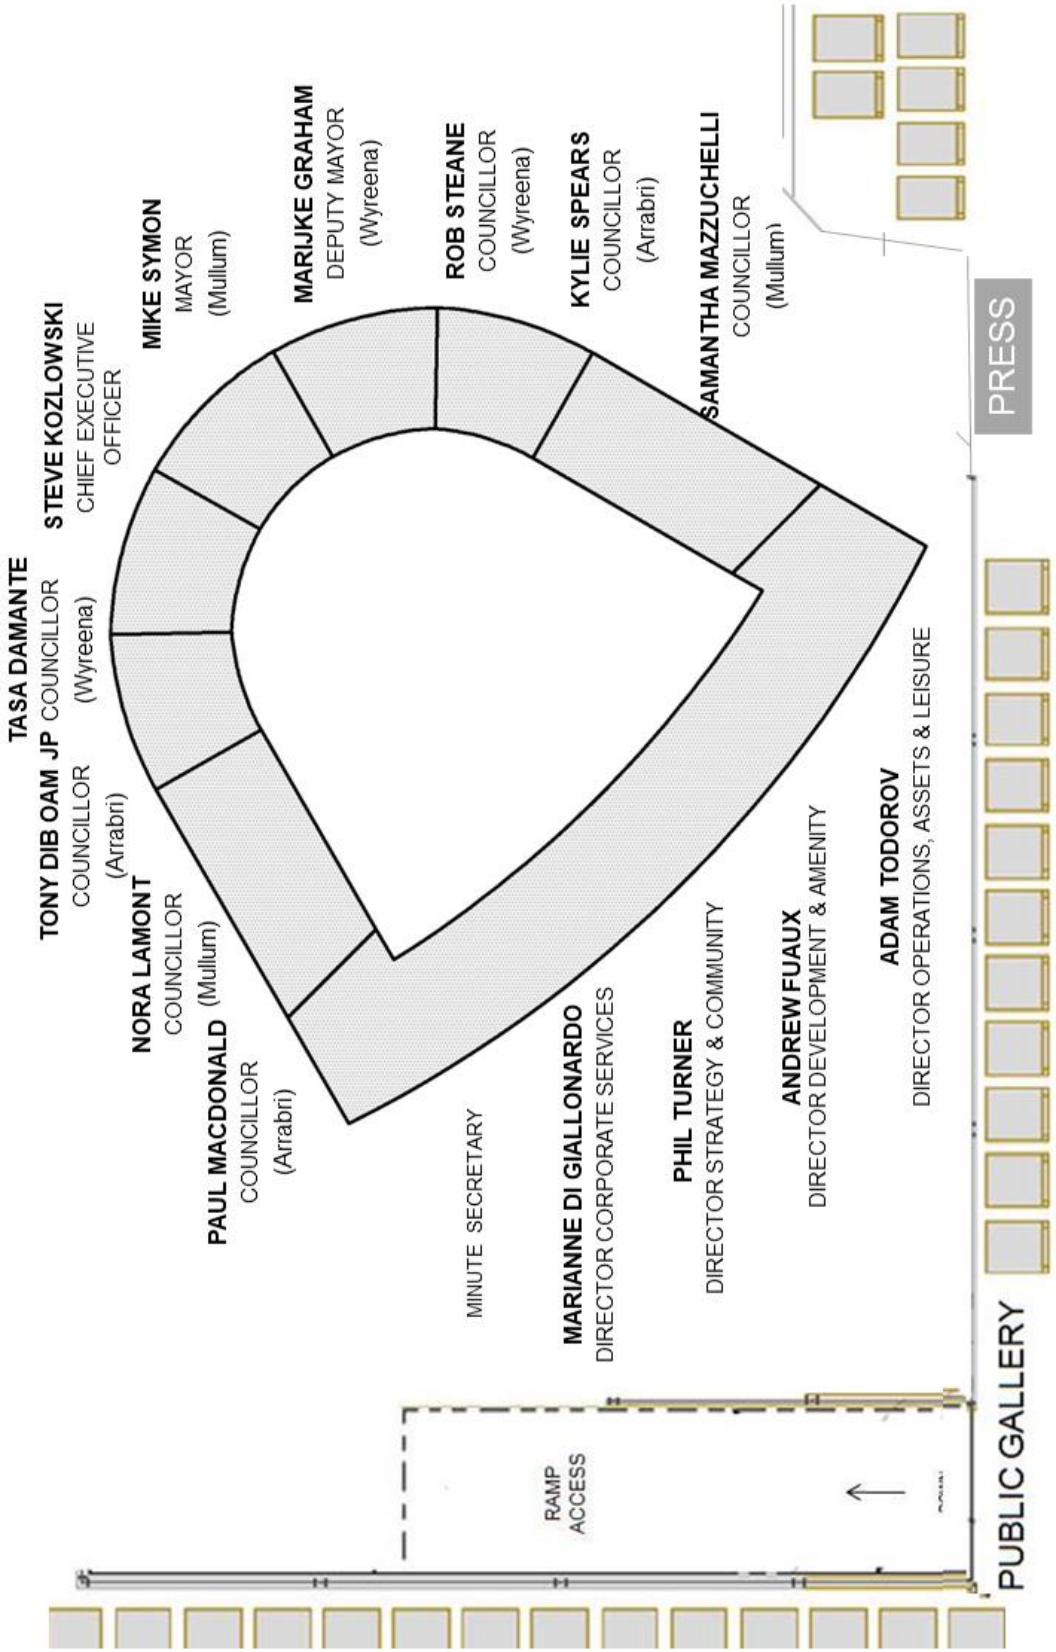 TASA DAMANTE
COUNCILLOR
(Wyreena)
TONY DIB OAM JP
COUNCILLOR
(Arrabri)
NORA LAMONT
COUNCILLOR
(Mullum)
PAUL MACDONALD
COUNCILLOR
(Arrabri)
STEVE KOZLOWSKI
CHIEF EXECUTIVE
OFFICER
MIKE SYMON
MAYOR
(Mullum)
MARIJKE GRAHAM
DEPUTY MAYOR
(Wyreena)
ROB STEANE
COUNCILLOR
(Wyreena)
KYLIE SPEARS
COUNCILLOR
(Arrabri)
SAMANTHA MAZZUCHELLI
COUNCILLOR
(Mullum)
MINUTE SECRETARY
MARIANNE DI GIALLONARDO
DIRECTOR CORPORATE SERVICES
PHIL TURNER
DIRECTOR STRATEGY & COMMUNITY
ANDREW FUAUX
DIRECTOR DEVELOPMENT & AMENITY
ADAM TODOROV
DIRECTOR OPERATIONS, ASSETS & LEISURE
RAMP
ACCESS
PUBLIC GALLERY
PRESS